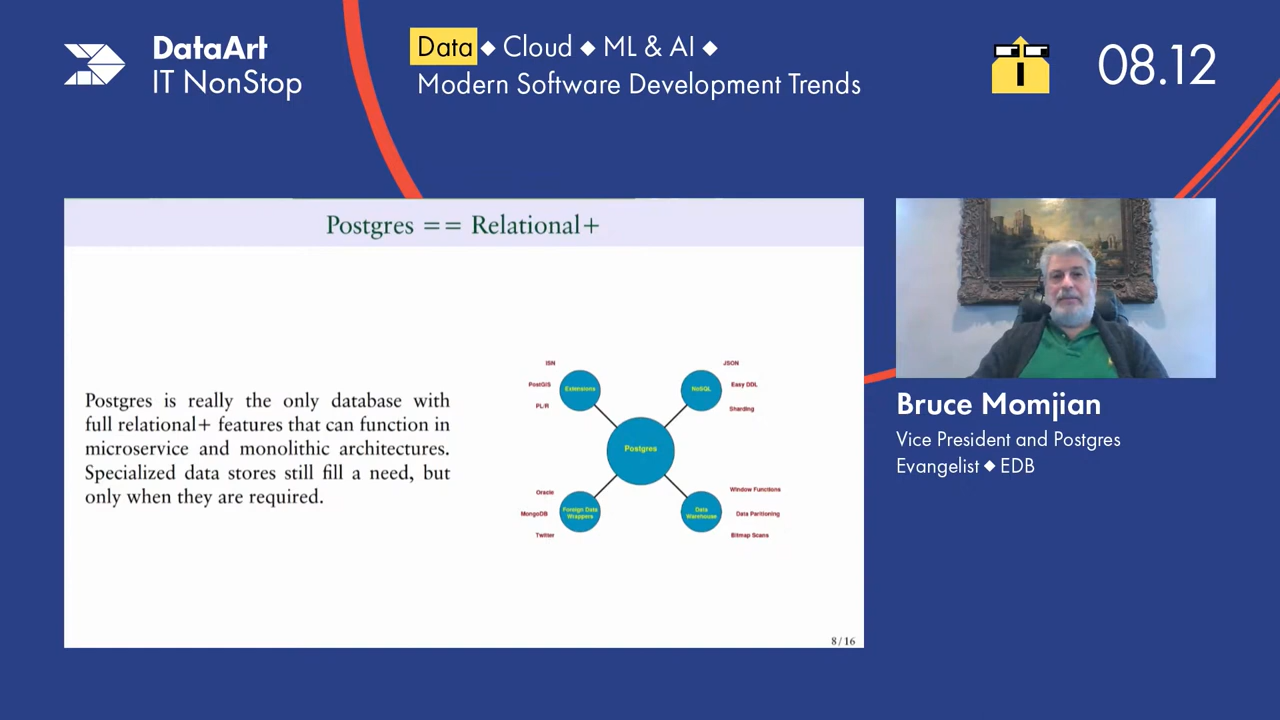 DataArt
IT NonStop
Data ◆ Cloud ◆ ML & AI ◆
Modern Software Development Trends
08.12
Postgres == Relational+
Postgres is really the only database with
full relational+ features that can function in
microservice and monolithic architectures.
Specialized data stores still fill a need, but
only when they are required.
ISN
PostGIS
PL/R
Extensions
JSON
Easy DDL
Sharding
NoSQL
Postgres
Oracle
MongoDB
Twitter
Foreign Data
Wrappers
Window Functions
Data Paritioning
Bitmap Scans
Data
Warehouse
8 / 16
Bruce Momjian
Vice President and Postgres
Evangelist ◆ EDB